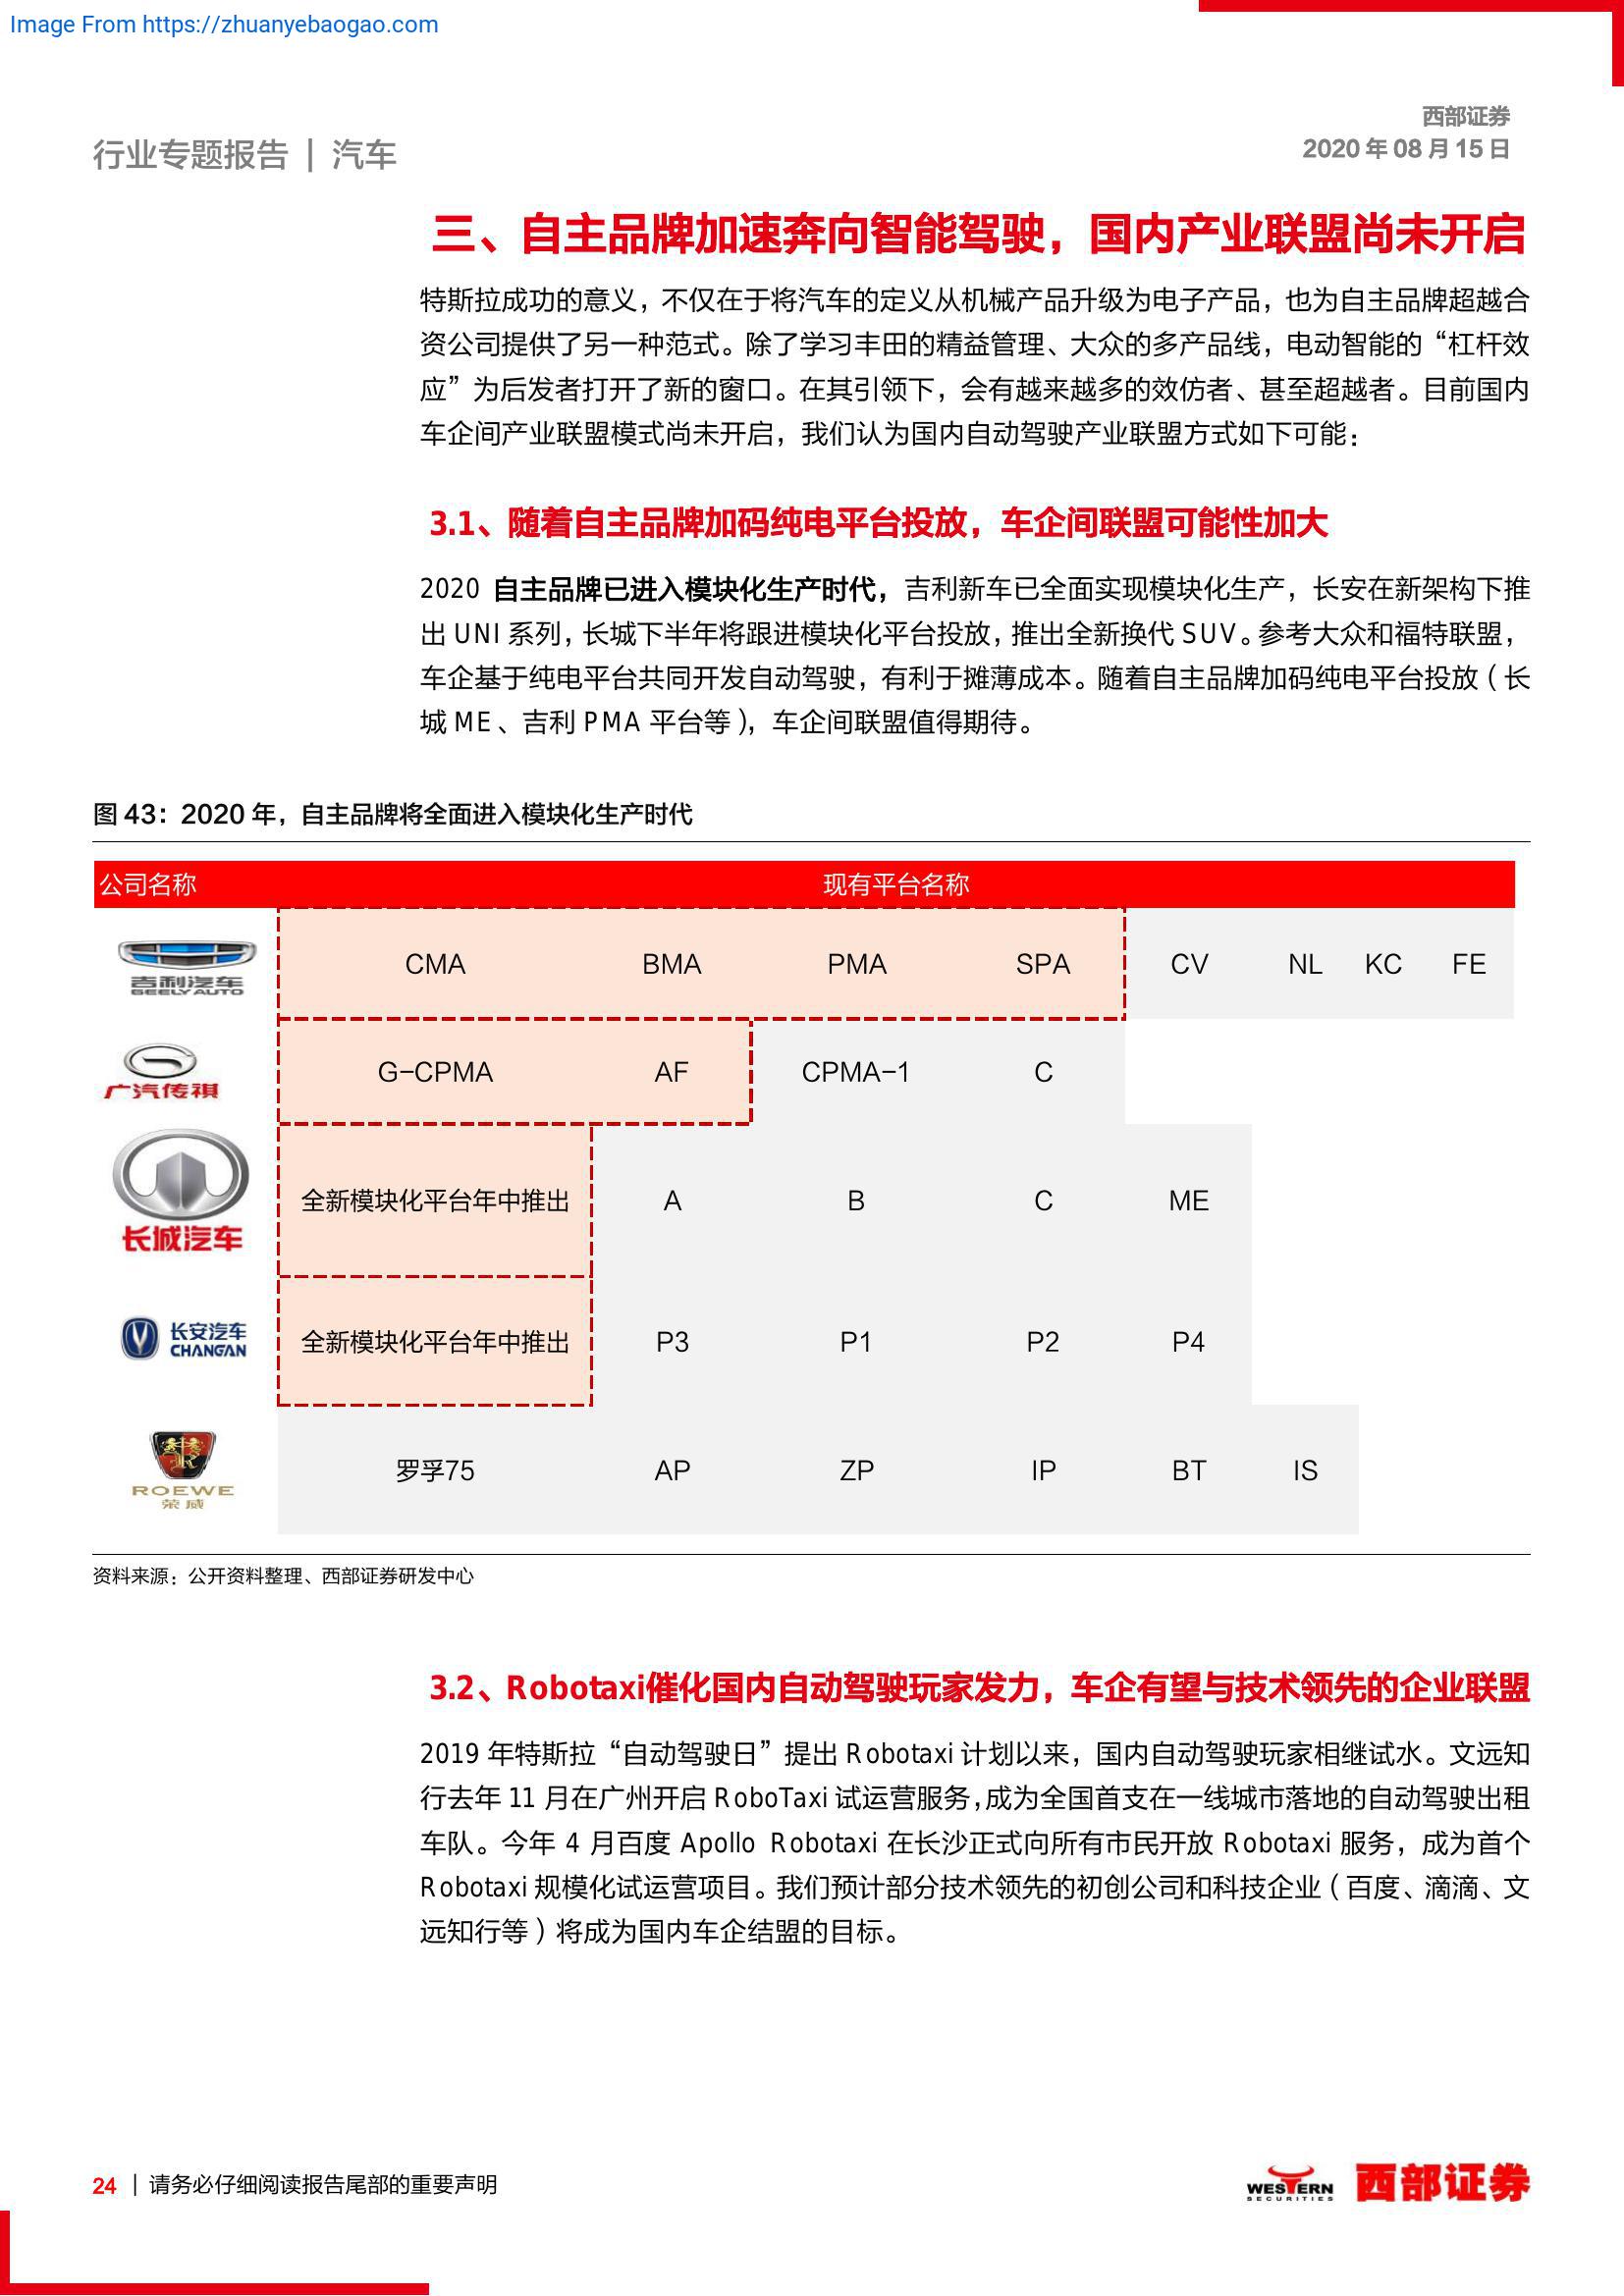 Image From https://zhuanyebaogao.com
西部证券
2020 年 08 月 15 日
行业专题报告 | 汽车
三、自主品牌加速奔向智能驾驶，国内产业联盟尚未开启
特斯拉成功的意义，不仅在于将汽车的定义从机械产品升级为电子产品，也为自主品牌超越合
资公司提供了另一种范式。除了学习丰田的精益管理、大众的多产品线，电动智能的“杠杆效
应”为后发者打开了新的窗口。在其引领下，会有越来越多的效仿者、甚至超越者。目前国内
车企间产业联盟模式尚未开启，我们认为国内自动驾驶产业联盟方式如下可能：
3.1、随着自主品牌加码纯电平台投放，车企间联盟可能性加大
2020 自主品牌已进入模块化生产时代，吉利新车已全面实现模块化生产，长安在新架构下推
出 UNI 系列，长城下半年将跟进模块化平台投放，推出全新换代 SUV。参考大众和福特联盟，
车企基于纯电平台共同开发自动驾驶，有利于摊薄成本。随着自主品牌加码纯电平台投放（长
城 ME、吉利 PMA 平台等），车企间联盟值得期待。
图 43：2020 年，自主品牌将全面进入模块化生产时代
公司名称 现有平台名称
吉利汽车
GEELY AUTO
CMA BMA PMA SPA CV NL KC FE
广汽传祺
G-CPMA AF CPMA-1 C
长城汽车
全新模块化平台年中推出 A B C ME
长安汽车
CHANGAN
全新模块化平台年中推出 P3 P1 P2 P4
ROEWE
荣威
罗孚75 AP ZP IP BT IS
资料来源：公开资料整理、西部证券研发中心
3.2、Robotaxi催化国内自动驾驶玩家发力，车企有望与技术领先的企业联盟
2019 年特斯拉“自动驾驶日”提出 Robotaxi 计划以来，国内自动驾驶玩家相继试水。文远知
行去年 11 月在广州开启 RoboTaxi 试运营服务，成为全国首支在一线城市落地的自动驾驶出租
车队。今年 4 月百度 Apollo Robotaxi 在长沙正式向所有市民开放 Robotaxi 服务，成为首个
Robotaxi 规模化试运营项目。我们预计部分技术领先的初创公司和科技企业（百度、滴滴、文
远知行等）将成为国内车企结盟的目标。
24 | 请务必仔细阅读报告尾部的重要声明
WESTERN
SECURITIES
西部证券